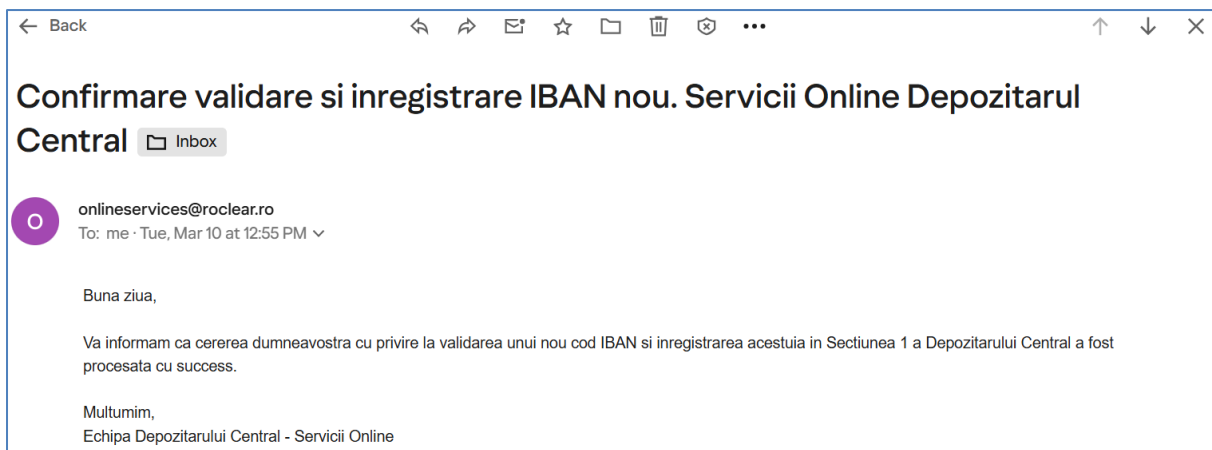 Back
Confirmare validare si inregistrare IBAN nou. Servicii Online Depozitarul
Central Inbox
O
onlineservices@roclear.ro
To: me · Tue, Mar 10 at 12:55 PM
Buna ziua,
Va informam ca cererea dumneavostra cu privire la validarea unui nou cod IBAN si inregistrarea acestuia in Sectiunea 1 a Depozitarului Central a fost
procesata cu success.
Multumim,
Echipa Depozitarului Central - Servicii Online